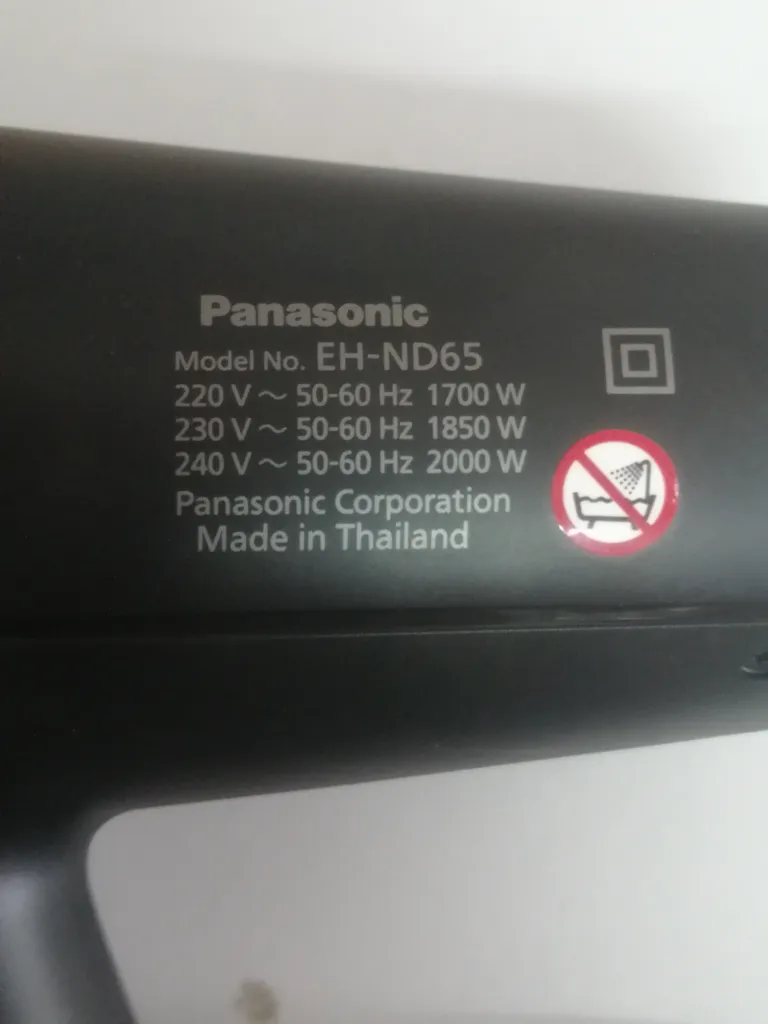 Panasonic
Model No. EH-ND65
220 V ~ 50-60 Hz 1700 W
230 V ~ 50-60 Hz 1850 W
240 V ~ 50-60 Hz 2000 W
Panasonic Corporation
Made in Thailand